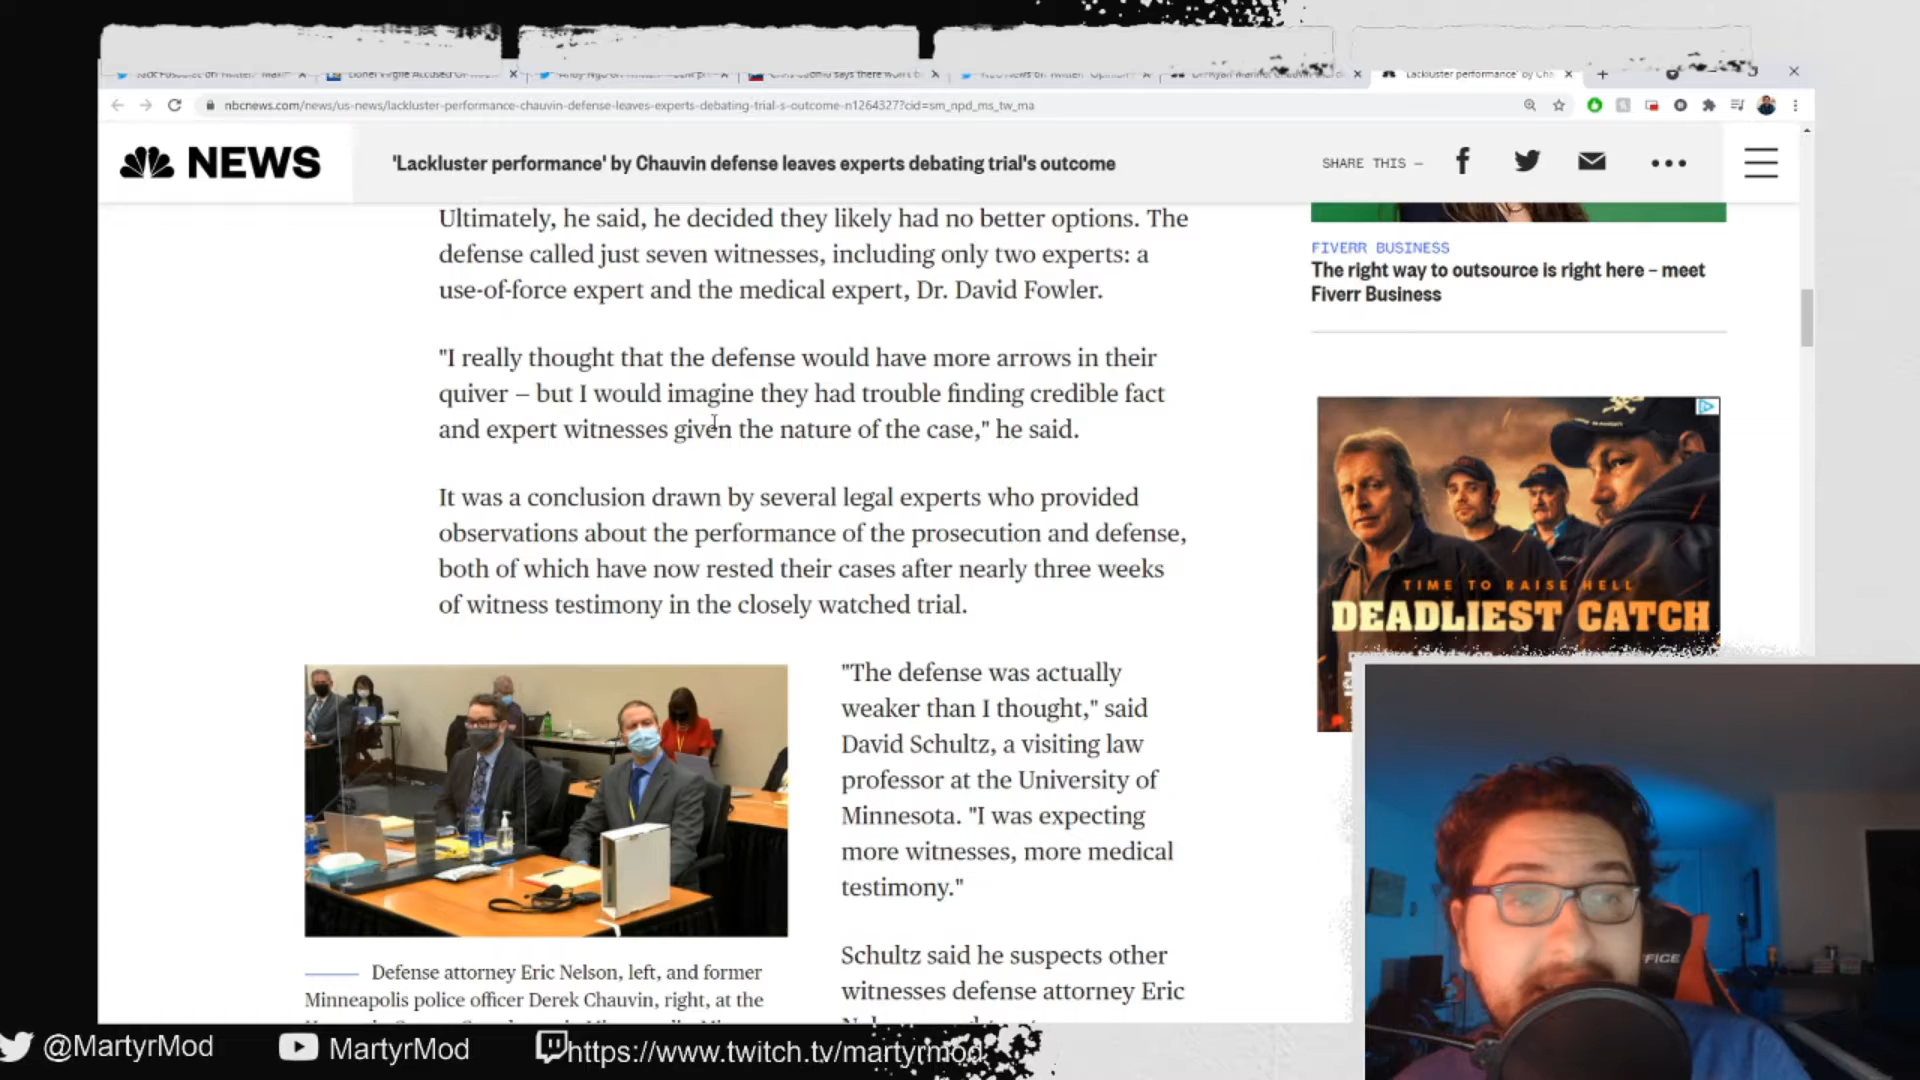 nbcnews.com/news/us-news/lackluster-performance-chauvin-defense-leaves-experts-debating-trial-s-outcome-n1264327?cid=sm_npd_ms_tw_ma
NEWS
'Lackluster performance' by Chauvin defense leaves experts debating trial's outcome
SHARE THIS –
Ultimately, he said, he decided they likely had no better options. The
defense called just seven witnesses, including only two experts: a
use-of-force expert and the medical expert, Dr. David Fowler.
"I really thought that the defense would have more arrows in their
quiver – but I would imagine they had trouble finding credible fact
and expert witnesses given the nature of the case," he said.
It was a conclusion drawn by several legal experts who provided
observations about the performance of the prosecution and defense,
both of which have now rested their cases after nearly three weeks
of witness testimony in the closely watched trial.
"The defense was actually
weaker than I thought," said
David Schultz, a visiting law
professor at the University of
Minnesota. "I was expecting
more witnesses, more medical
testimony."
Schultz said he suspects other
witnesses defense attorney Eric
Defense attorney Eric Nelson, left, and former
Minneapolis police officer Derek Chauvin, right, at the
FIVERR BUSINESS
The right way to outsource is right here – meet
Fiverr Business
TIME TO RAISE HELL
DEADLIEST CATCH
FICE
@MartyrMod
MartyrMod
https://www.twitch.tv/martyrmod